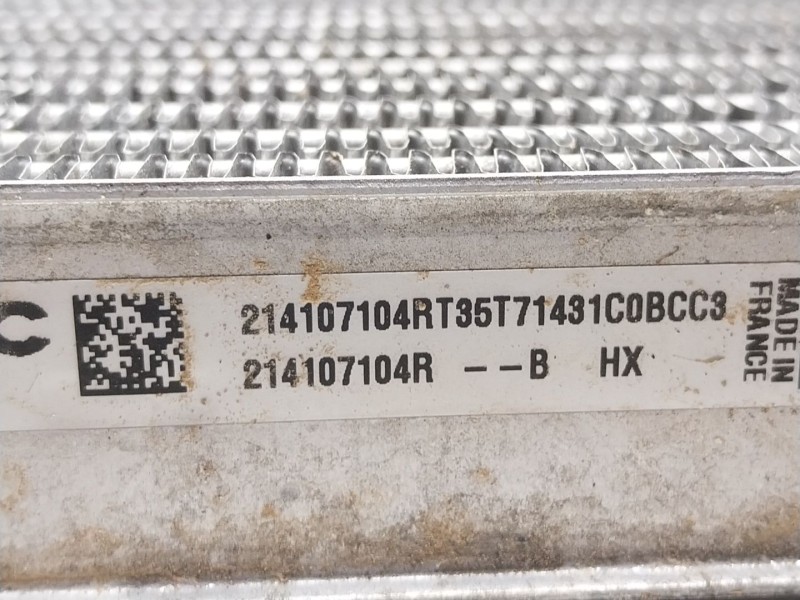 C
214107104RT35T71431C0BCC3
214107104R --B HX
MADE IN
FRANCE